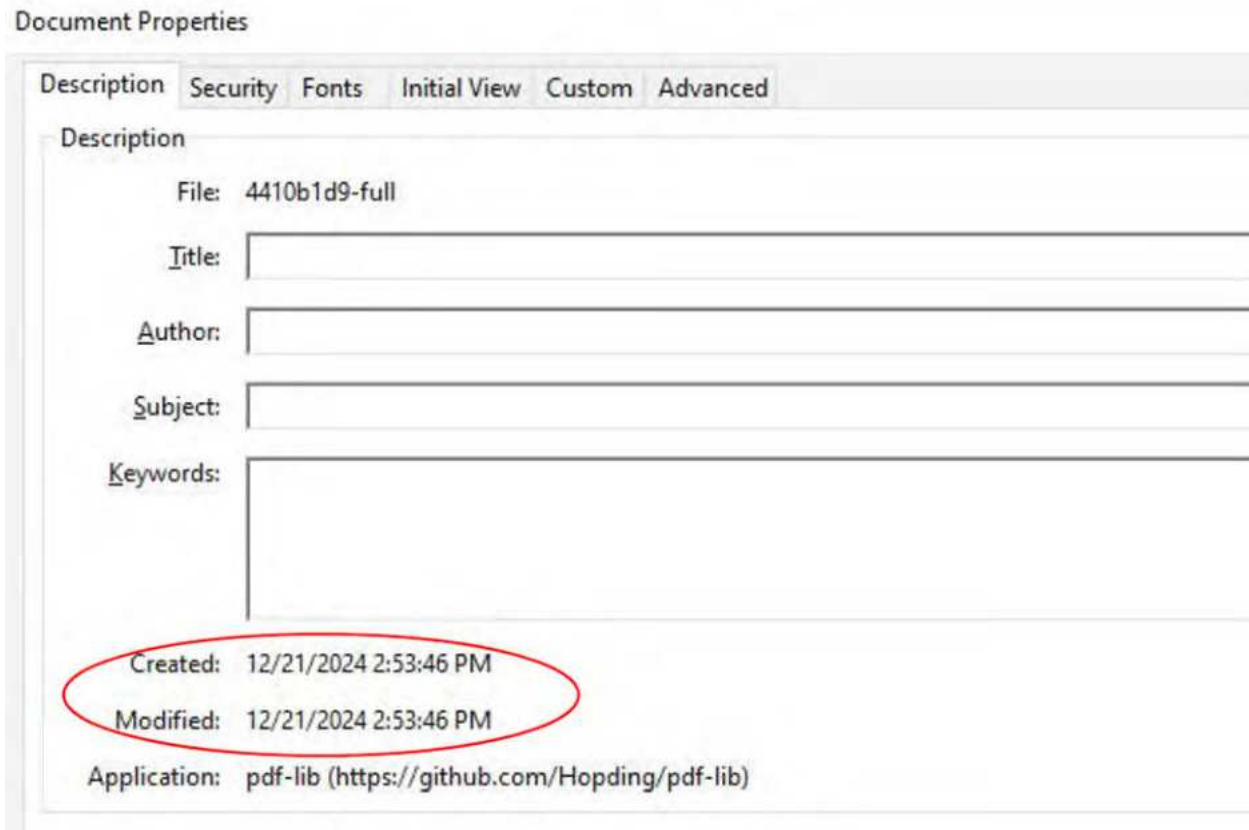 Document Properties
Description Security Fonts Initial View Custom Advanced
Description
File: 4410b1d9-full
Title:
Author:
Subject:
Keywords:
Created: 12/21/2024 2:53:46 PM
Modified: 12/21/2024 2:53:46 PM
Application: pdf-lib (https://github.com/Hopding/pdf-lib)